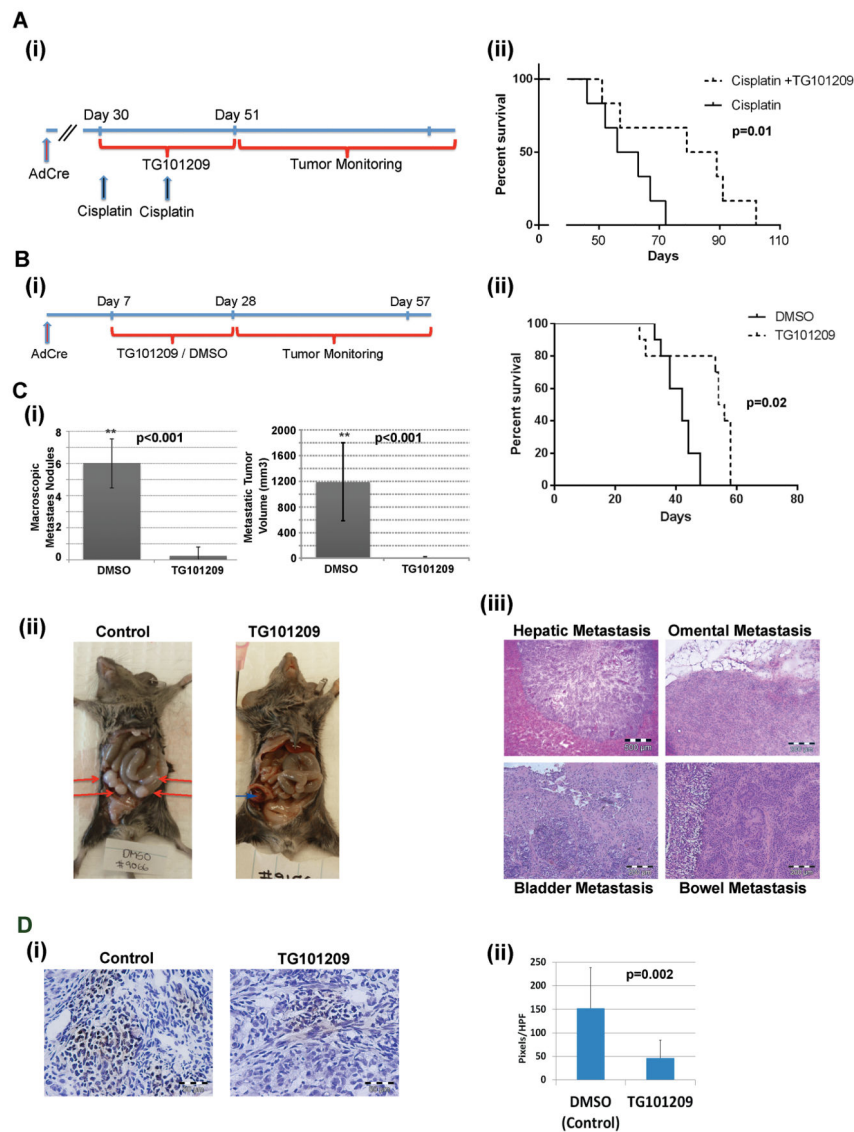 A
(i)
Day 30
Day 51
TG101209
Tumor Monitoring
AdCre
Cisplatin
Cisplatin
(ii)
Percent survival
100
50
0
0
50
70
90
110
Days
Cisplatin +TG101209
Cisplatin
p=0.01
B
(i)
Day 7
Day 28
Day 57
AdCre
TG101209 / DMSO
Tumor Monitoring
(ii)
Percent survival
100
80
60
40
20
0
0
20
40
60
80
Days
DMSO
TG101209
p=0.02
C
(i)
Macroscopic
Metastaes Nodules
8
6
4
2
0
**
p<0.001
DMSO
TG101209
Metastatic Tumor
Volume (mm3)
2000
1600
1200
800
400
0
**
p<0.001
DMSO
TG101209
(ii)
Control
TG101209
DMSO
(iii)
Hepatic Metastasis
Omental Metastasis
500 µm
Bladder Metastasis
Bowel Metastasis
D
(i)
Control
TG101209
(ii)
Pixels/HPF
250
200
150
100
50
0
p=0.002
DMSO
(Control)
TG101209